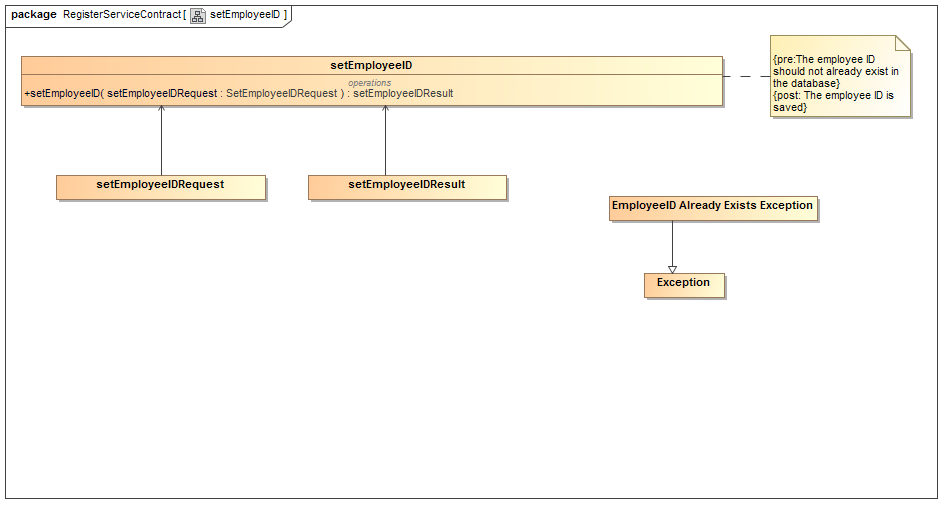 package RegisterServiceContract[ setEmployeeID ]
setEmployeeID
operations
+setEmployeeID( setEmployeeIDRequest : SetEmployeeIDRequest ) : setEmployeeIDResult
{pre:The employee ID
should not already exist in
the database}
{post: The employee ID is
saved}
setEmployeeIDRequest
setEmployeeIDResult
EmployeeID Already Exists Exception
Exception